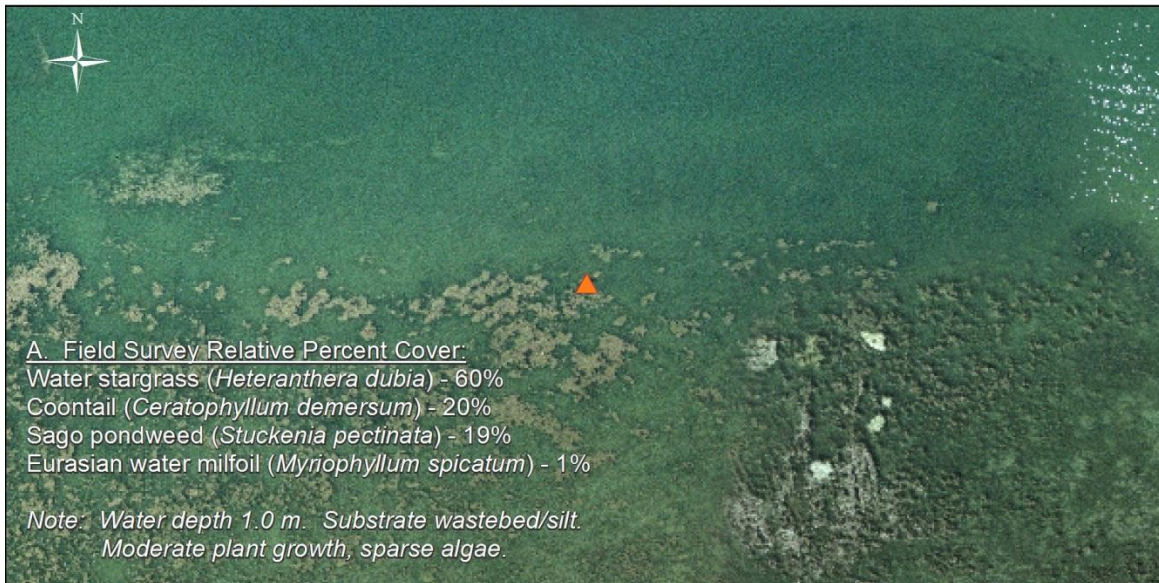 N
A. Field Survey Relative Percent Cover:
Water stargrass (Heteranthera dubia) - 60%
Coontail (Ceratophyllum demersum) - 20%
Sago pondweed (Stuckenia pectinata) - 19%
Eurasian water milfoil (Myriophyllum spicatum) - 1%
Note: Water depth 1.0 m. Substrate wastebed/silt.
Moderate plant growth, sparse algae.